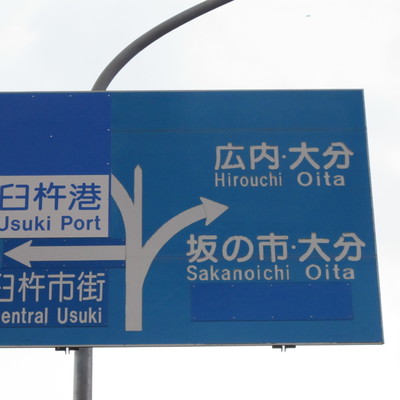 臼杵港
Usuki Port
臼杵市街
entral Usuki
広内・大分
Hirouchi Oita
坂の市・大分
Sakanoichi Oita